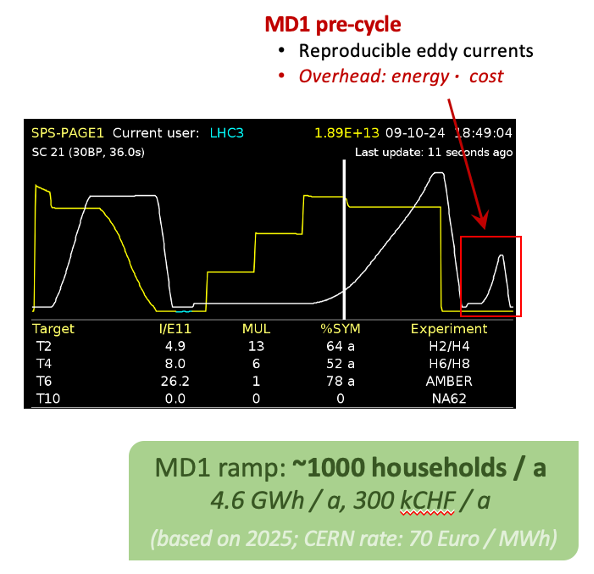 MD1 pre-cycle
• Reproducible eddy currents
• Overhead: energy · cost
SPS-PAGE1 Current user: LHC3 1.89E+13 09-10-24 18:49:04
SC 21 (30BP, 36.0s) Last update: 11 seconds ago
Target I/E11 MUL %SYM Experiment
T2 4.9 13 64 a H2/H4
T4 8.0 6 52 a H6/H8
T6 26.2 1 78 a AMBER
T10 0.0 0 0 NA62
MD1 ramp: ~1000 households / a
4.6 GWh / a, 300 kCHF / a
(based on 2025; CERN rate: 70 Euro / MWh)